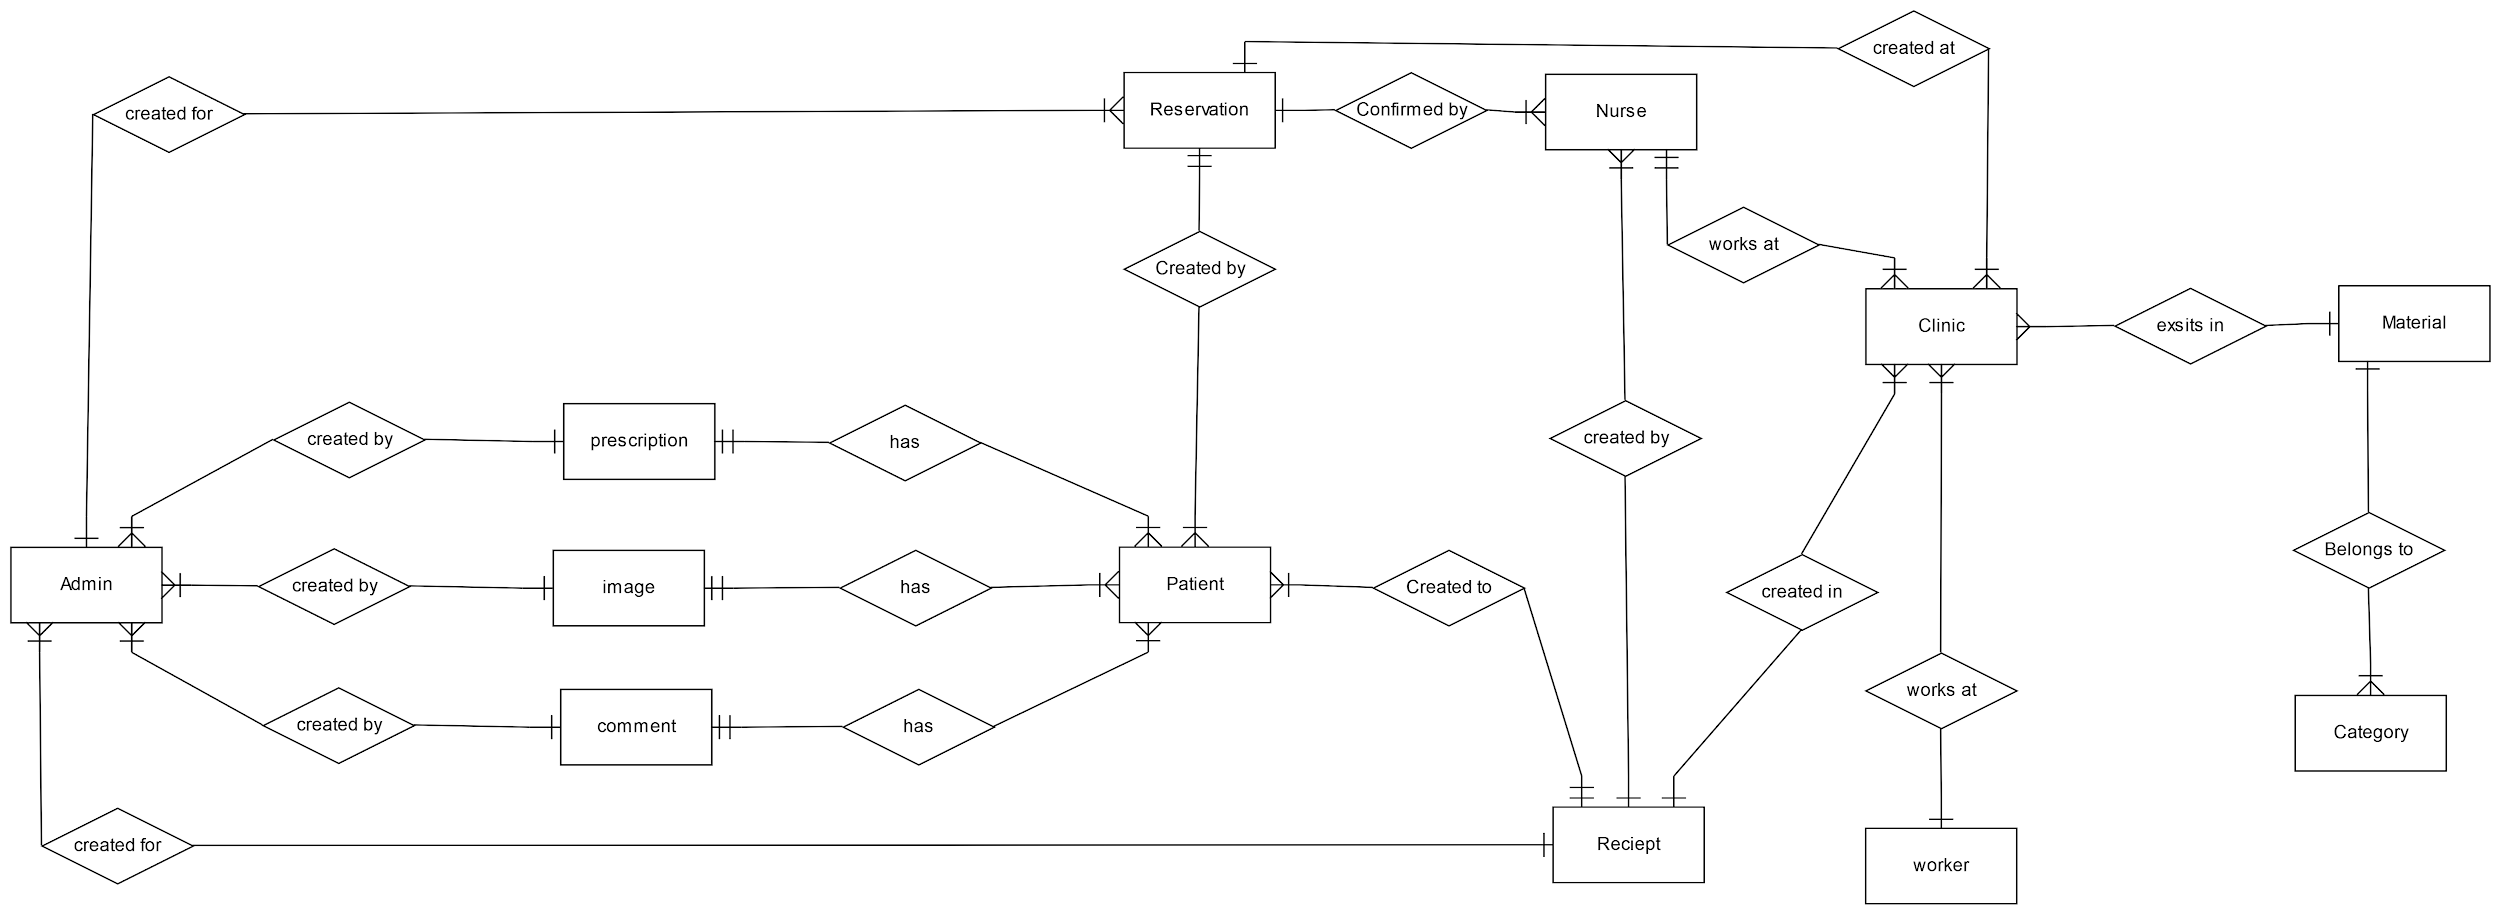 created at
created for
Reservation
Confirmed by
Nurse
works at
Created by
Clinic
exsits in
Material
created by
prescription
has
created by
Admin
created by
image
has
Patient
Created to
created in
Belongs to
created by
comment
has
works at
Category
created for
Reciept
worker